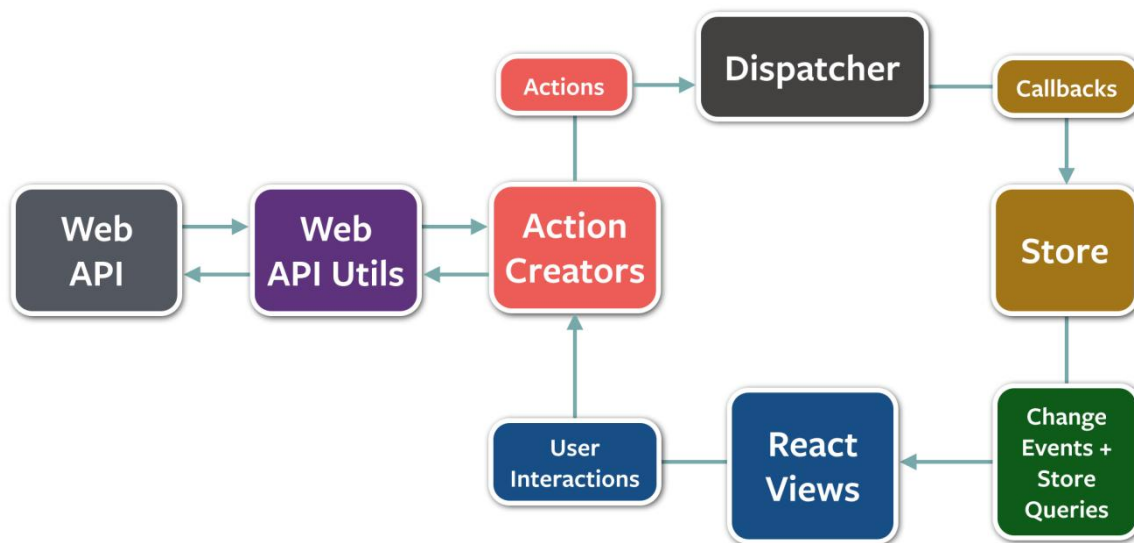 Dispatcher
Actions
Callbacks
Web
API
Web
API Utils
Action
Creators
Store
User
Interactions
React
Views
Change
Events +
Store
Queries